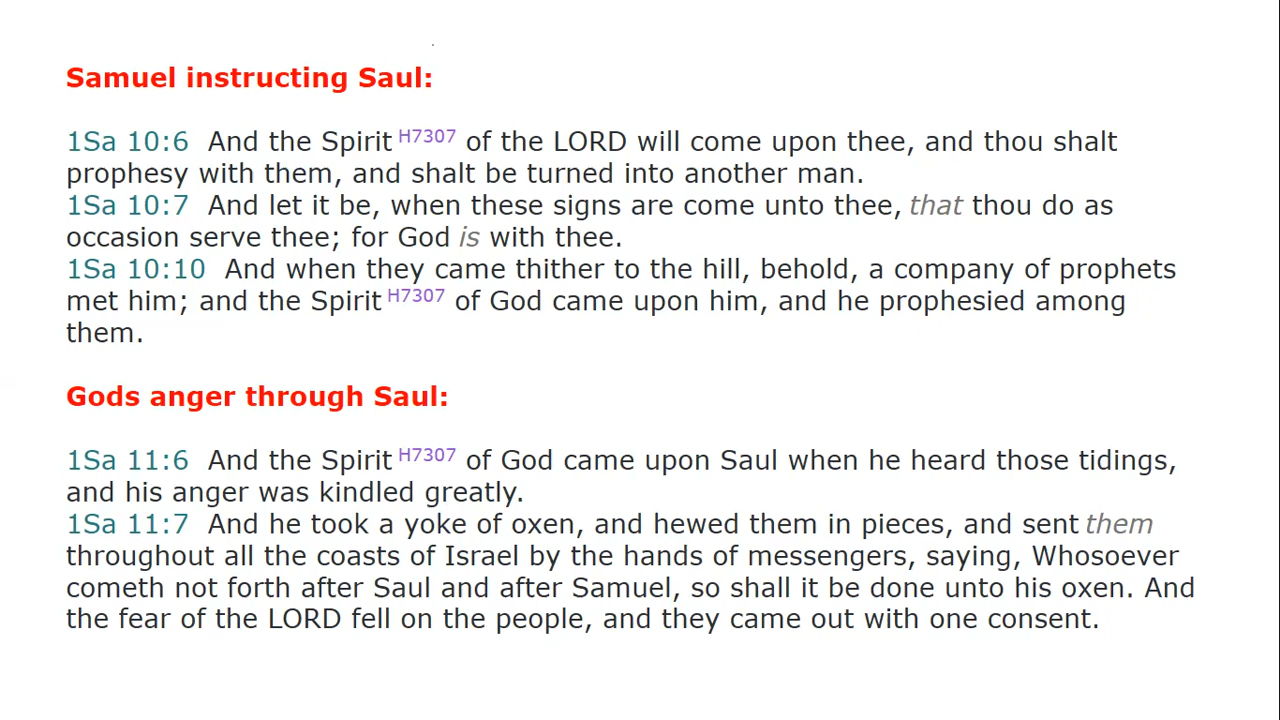 Samuel instructing Saul:
1Sa 10:6 And the Spirit H7307 of the LORD will come upon thee, and thou shalt
prophesy with them, and shalt be turned into another man.
1Sa 10:7 And let it be, when these signs are come unto thee, that thou do as
occasion serve thee; for God is with thee.
1Sa 10:10 And when they came thither to the hill, behold, a company of prophets
met him; and the Spirit H7307 of God came upon him, and he prophesied among
them.
Gods anger through Saul:
1Sa 11:6 And the Spirit H7307 of God came upon Saul when he heard those tidings,
and his anger was kindled greatly.
1Sa 11:7 And he took a yoke of oxen, and hewed them in pieces, and sent them
throughout all the coasts of Israel by the hands of messengers, saying, Whosoever
cometh not forth after Saul and after Samuel, so shall it be done unto his oxen. And
the fear of the LORD fell on the people, and they came out with one consent.